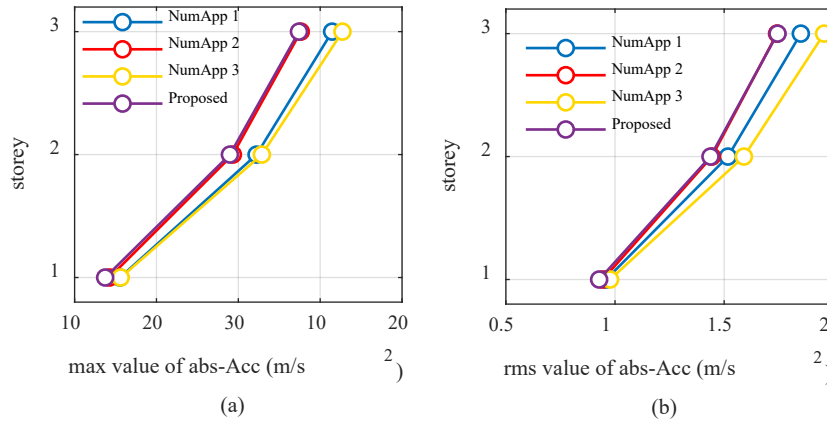 3
2
1
storey
NumApp 1
NumApp 2
NumApp 3
Proposed
10
20
30
10
20
max value of abs-Acc (m/s 2)
(a)
3
2
1
storey
NumApp 1
NumApp 2
NumApp 3
Proposed
0.5
1
1.5
2
rms value of abs-Acc (m/s 2)
(b)